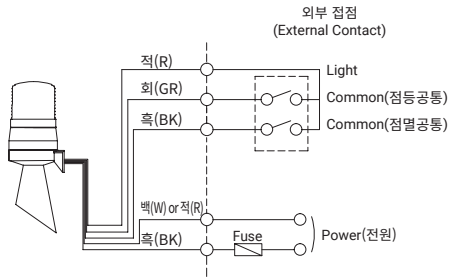 외부 접점
(External Contact)
적(R)
Light
회(GR)
Common(점등공통)
흑(BK)
Common(점멸공통)
백(W) or 적(R)
흑(BK)
Fuse
Power(전원)